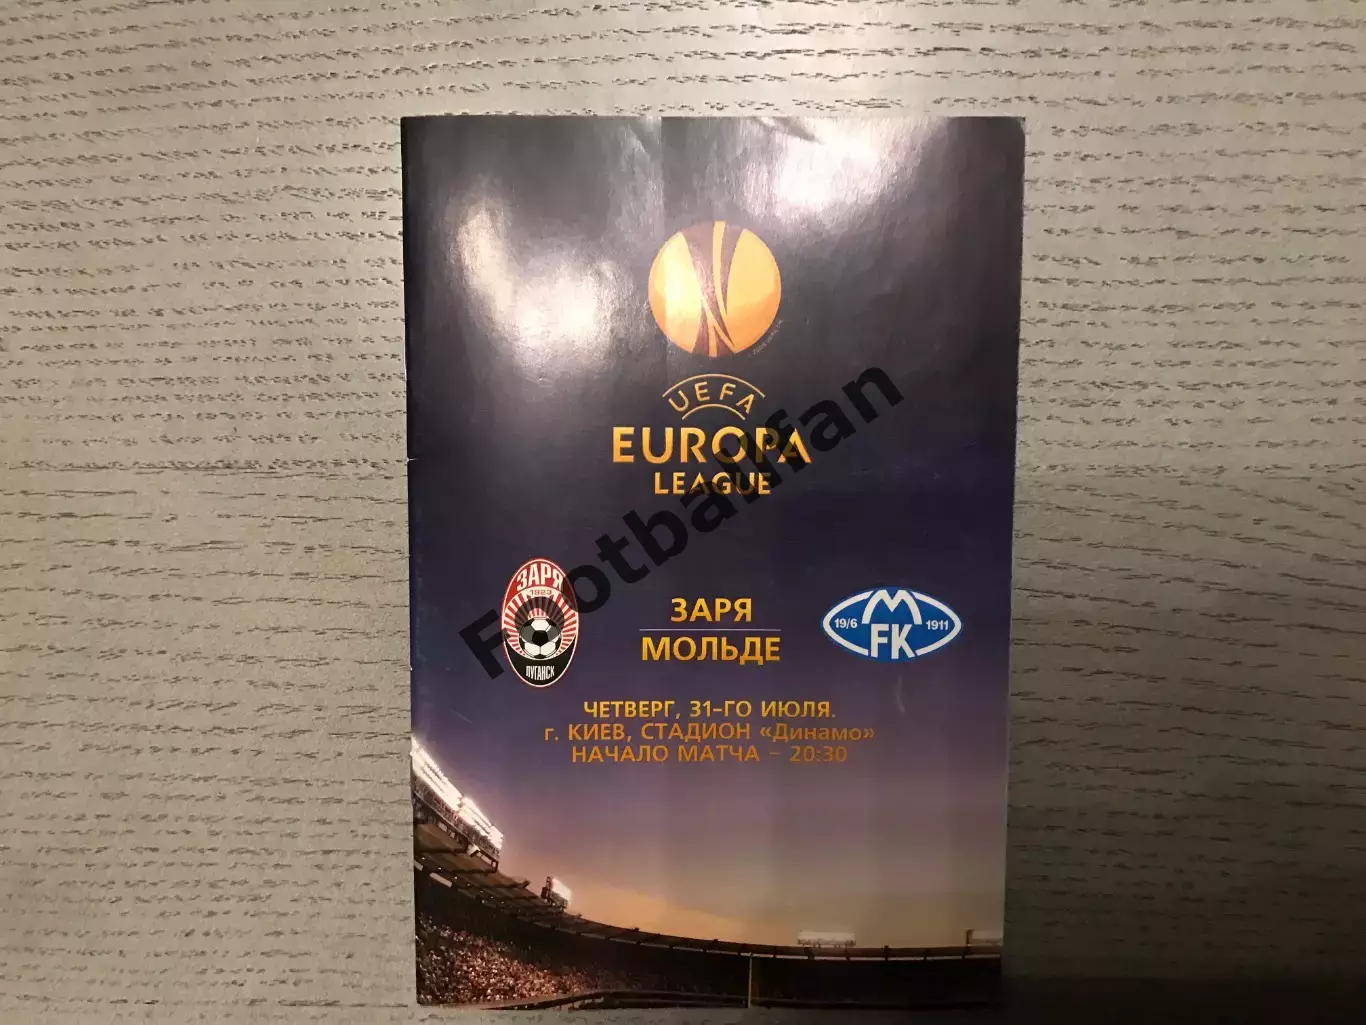 UEFA
EUROPA
LEAGUE
ЗАРЯ
1923
ЛУГАНСК
ЗАРЯ
МОЛЬДЕ
M
19/6 FK 1911
ЧЕТВЕРГ, 31-ГО ИЮЛЯ.
г. КИЕВ, СТАДИОН «Динамо»
НАЧАЛО МАТЧА – 20:30
Footballfan